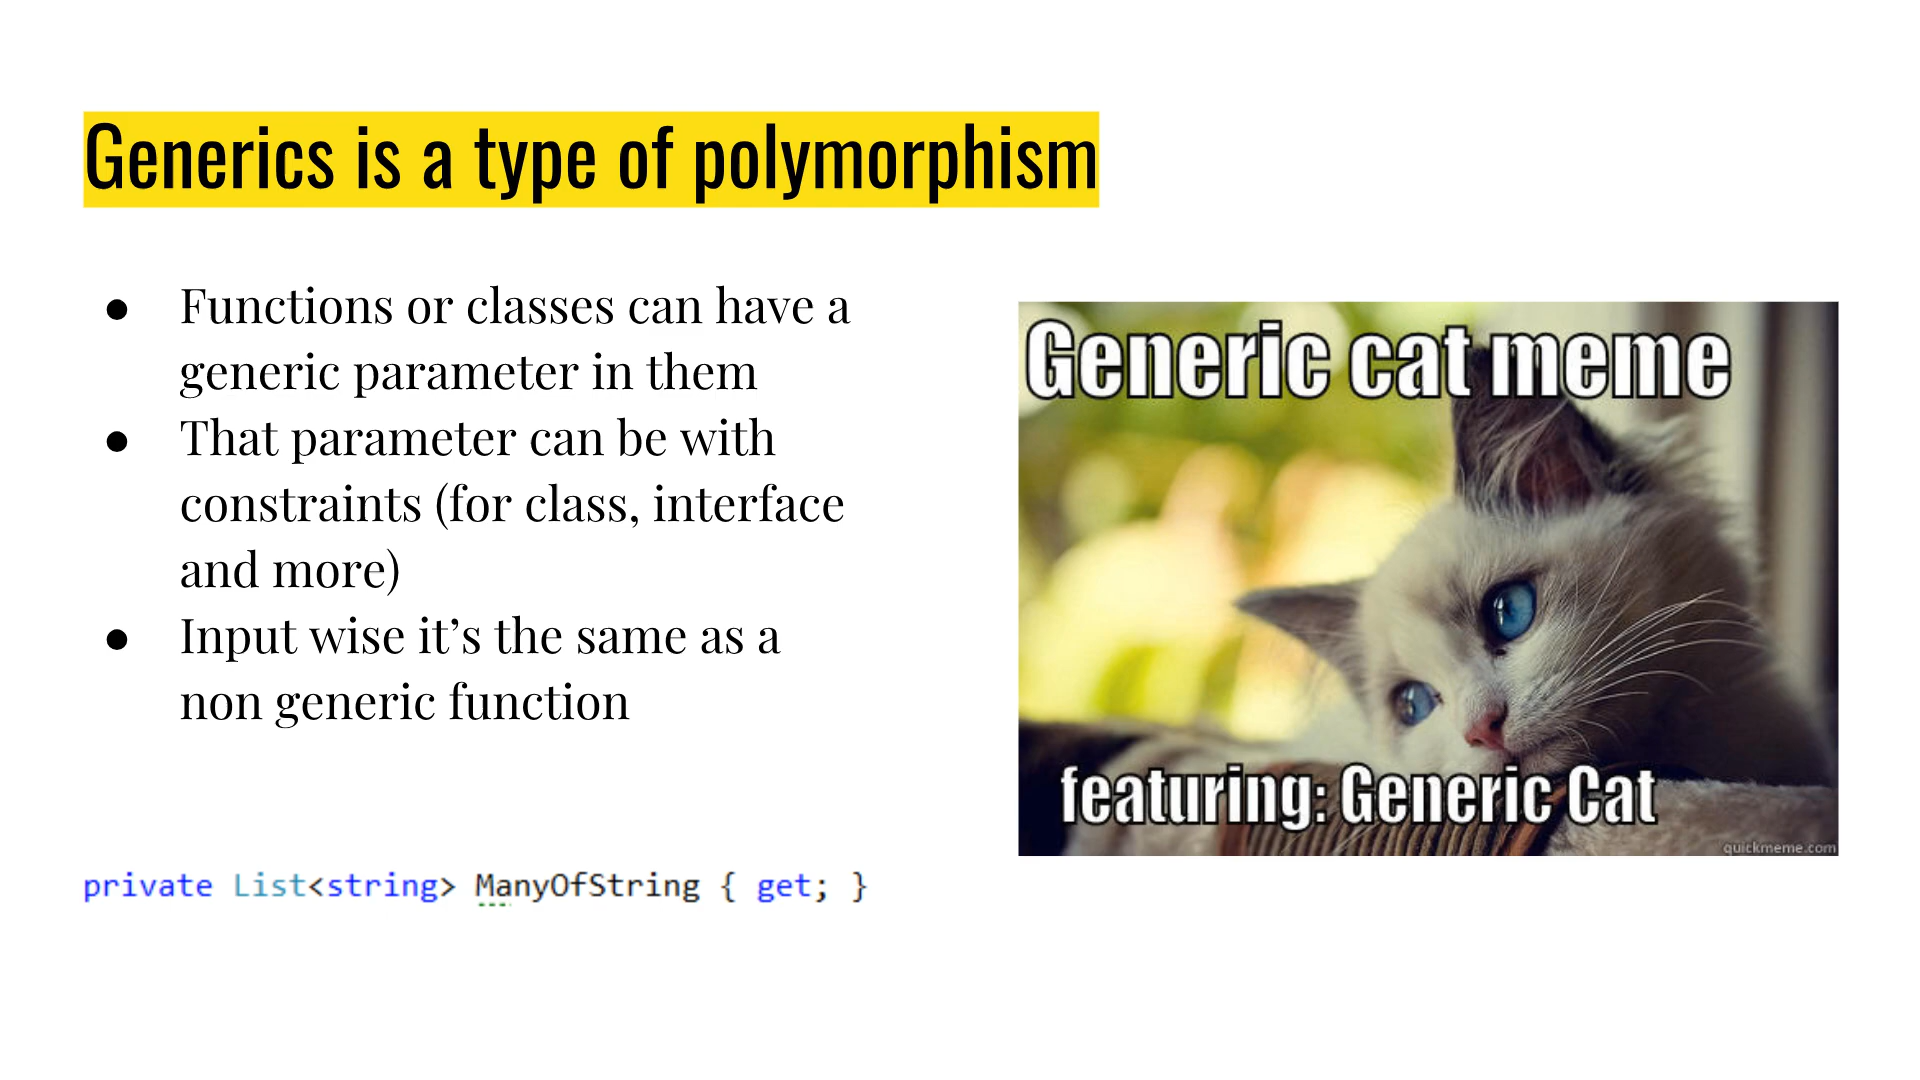 Generics is a type of polymorphism
● Functions or classes can have a
generic parameter in them
● That parameter can be with
constraints (for class, interface
and more)
● Input wise it’s the same as a
non generic function
private List<string> ManyOfString { get; }
Generic cat meme
featuring: Generic Cat
quickmeme.com